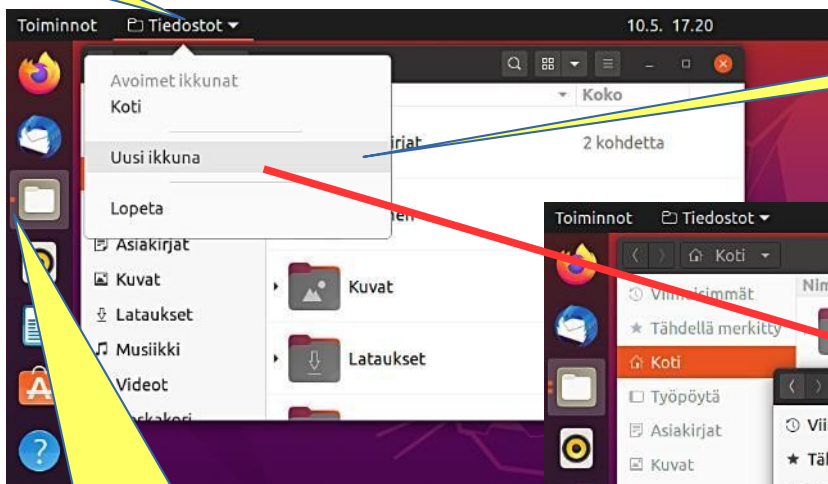 Toiminnot Tiedostot 10.5. 17.20
Avoimet ikkunat
Koti
Koko
2 kohdetta
Uusi ikkuna
Lopeta
Asiakirjat
Kuvat Kuvat
Lataukset
Musiikki Lataukset
Videot
Toiminnot Tiedostot
Koti
Viimeisimmät
Tähdellä merkitty
Koti
Työpöytä
Asiakirjat
Kuvat